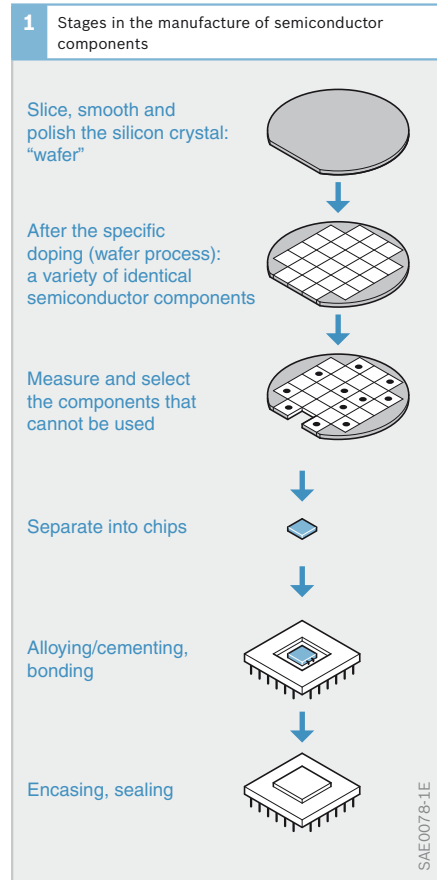 1
Stages in the manufacture of semiconductor
components
Slice, smooth and
polish the silicon crystal:
“wafer”
After the specific
doping (wafer process):
a variety of identical
semiconductor components
Measure and select
the components that
cannot be used
Separate into chips
Alloying/cementing,
bonding
Encasing, sealing
SAE0078-1E